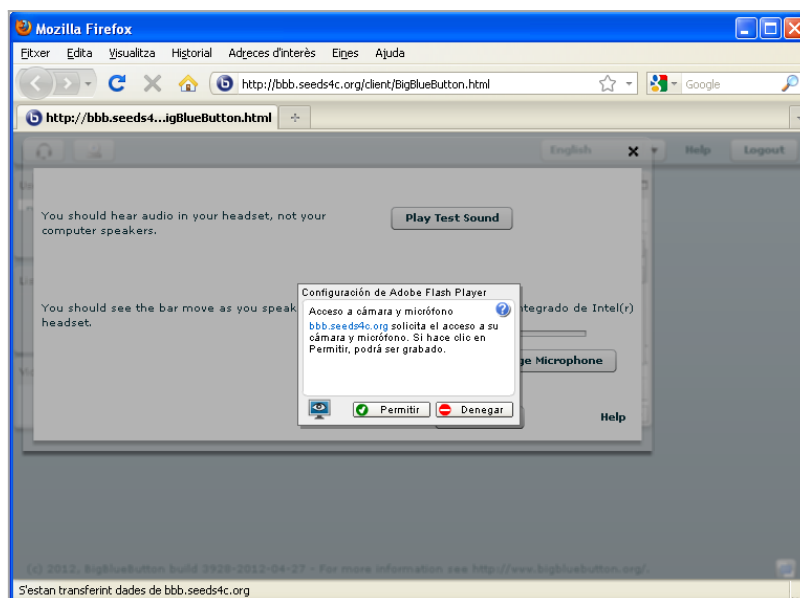 Mozilla Firefox
Fitxer Edita Visualitza Historial Adreces d'interès Eines Ajuda
http://bbb.seeds4c.org/client/BigBlueButton.html
Google
http://bbb.seeds4...igBlueButton.html
English Help Logout
You should hear audio in your headset, not your
computer speakers.
Play Test Sound
Configuración de Adobe Flash Player
Acceso a cámara y micrófono
bbb.seeds4c.org solicita el acceso a su
cámara y micrófono. Si hace clic en
Permitir, podrá ser grabado.
You should see the bar move as you speak
headset.
tegrado de Intel(r)
ge Microphone
Permitir Denegar
Help
(c) 2012, BigBlueButton build 3928-2012-04-27 - For more information see http://www.bigbluebutton.org/.
S'estan transferint dades de bbb.seeds4c.org